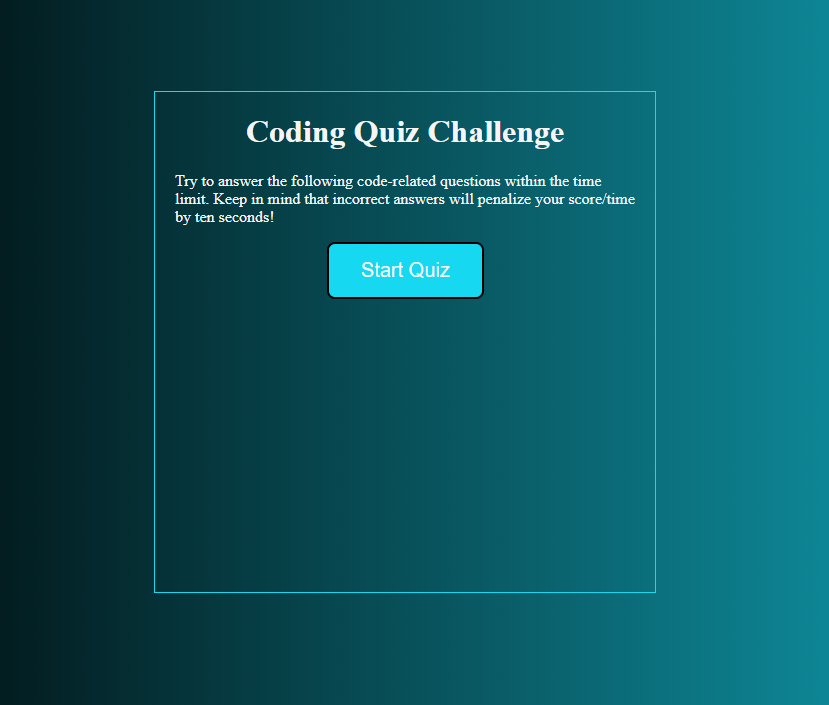 Coding Quiz Challenge
Try to answer the following code-related questions within the time
limit. Keep in mind that incorrect answers will penalize your score/time
by ten seconds!
Start Quiz